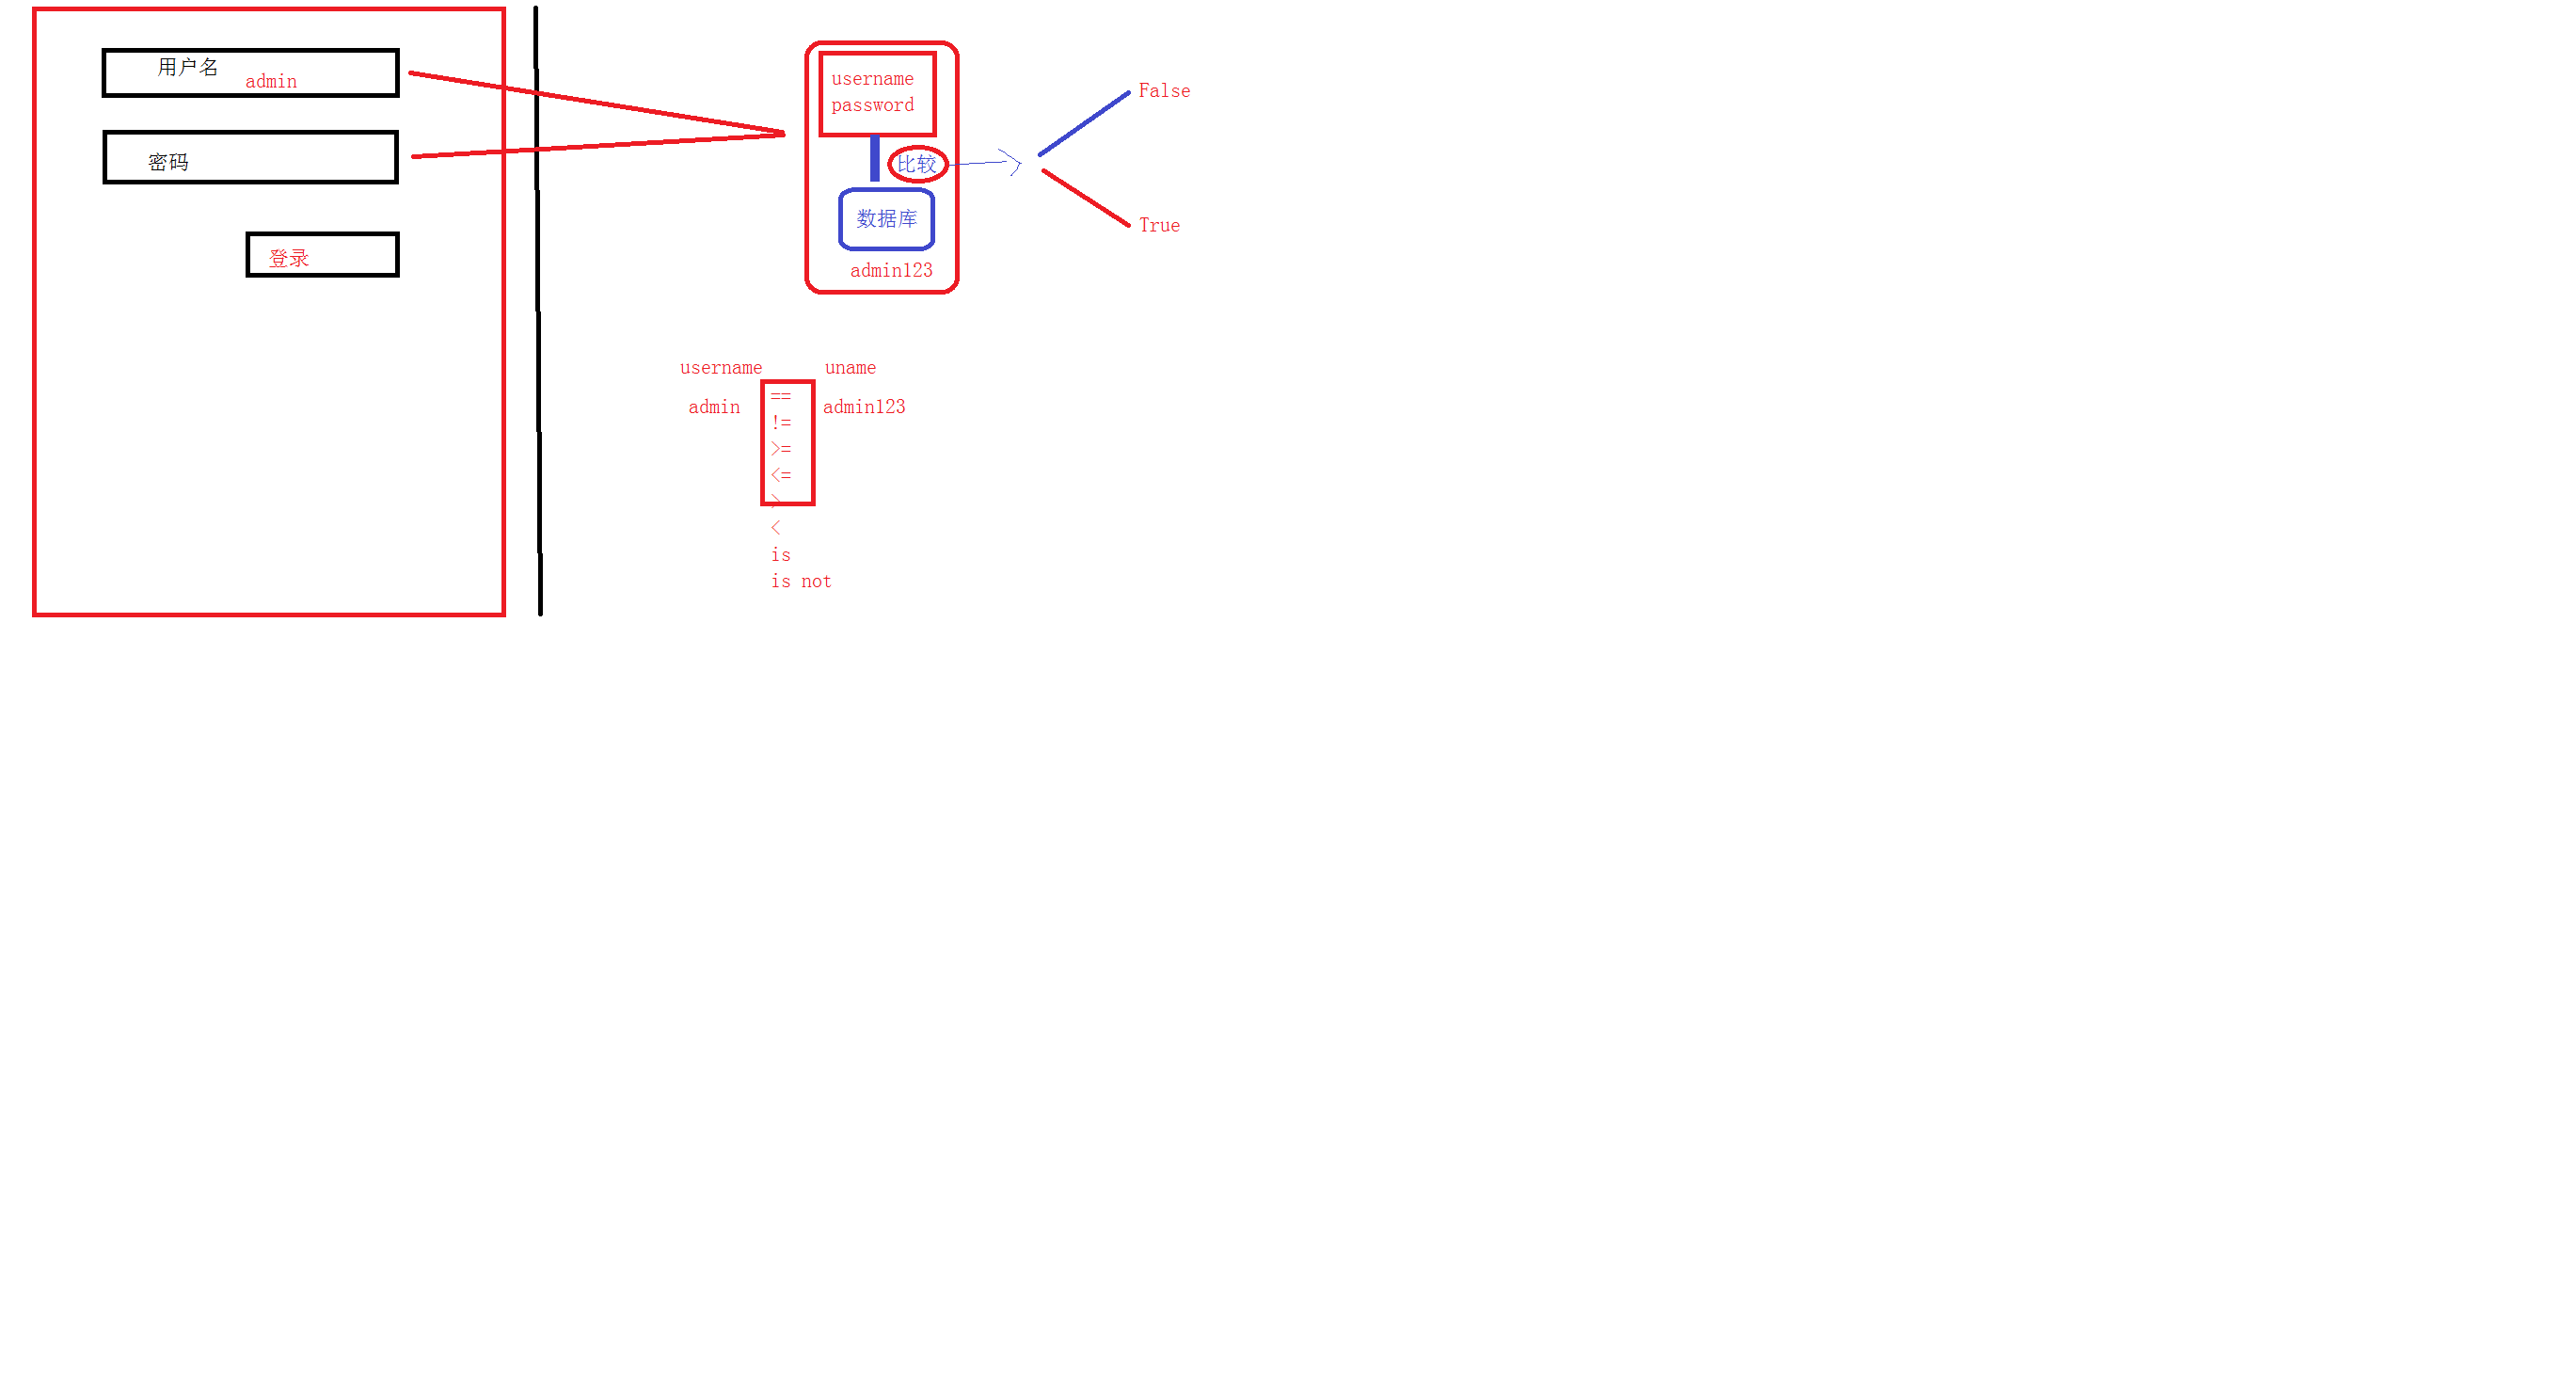 用户名
admin
密码
登录
username
password
比较
数据库
admin123
False
True
username
uname
admin
admin123
==
!=
>=
<=
>
<
is
is not